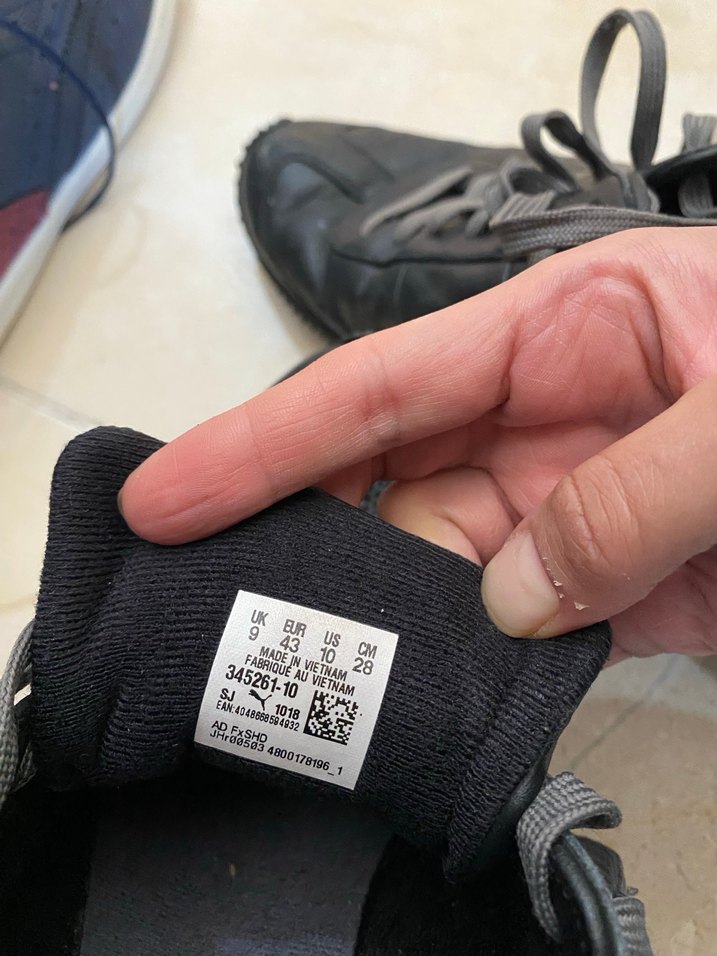 UK EUR US CM
9 43 10 28
MADE IN VIETNAM
FABRIQUÉ AU VIETNAM
345261-10
SJ 1018
EAN:4048668594932
AD FxSHD
JHr00503 4800178196_1